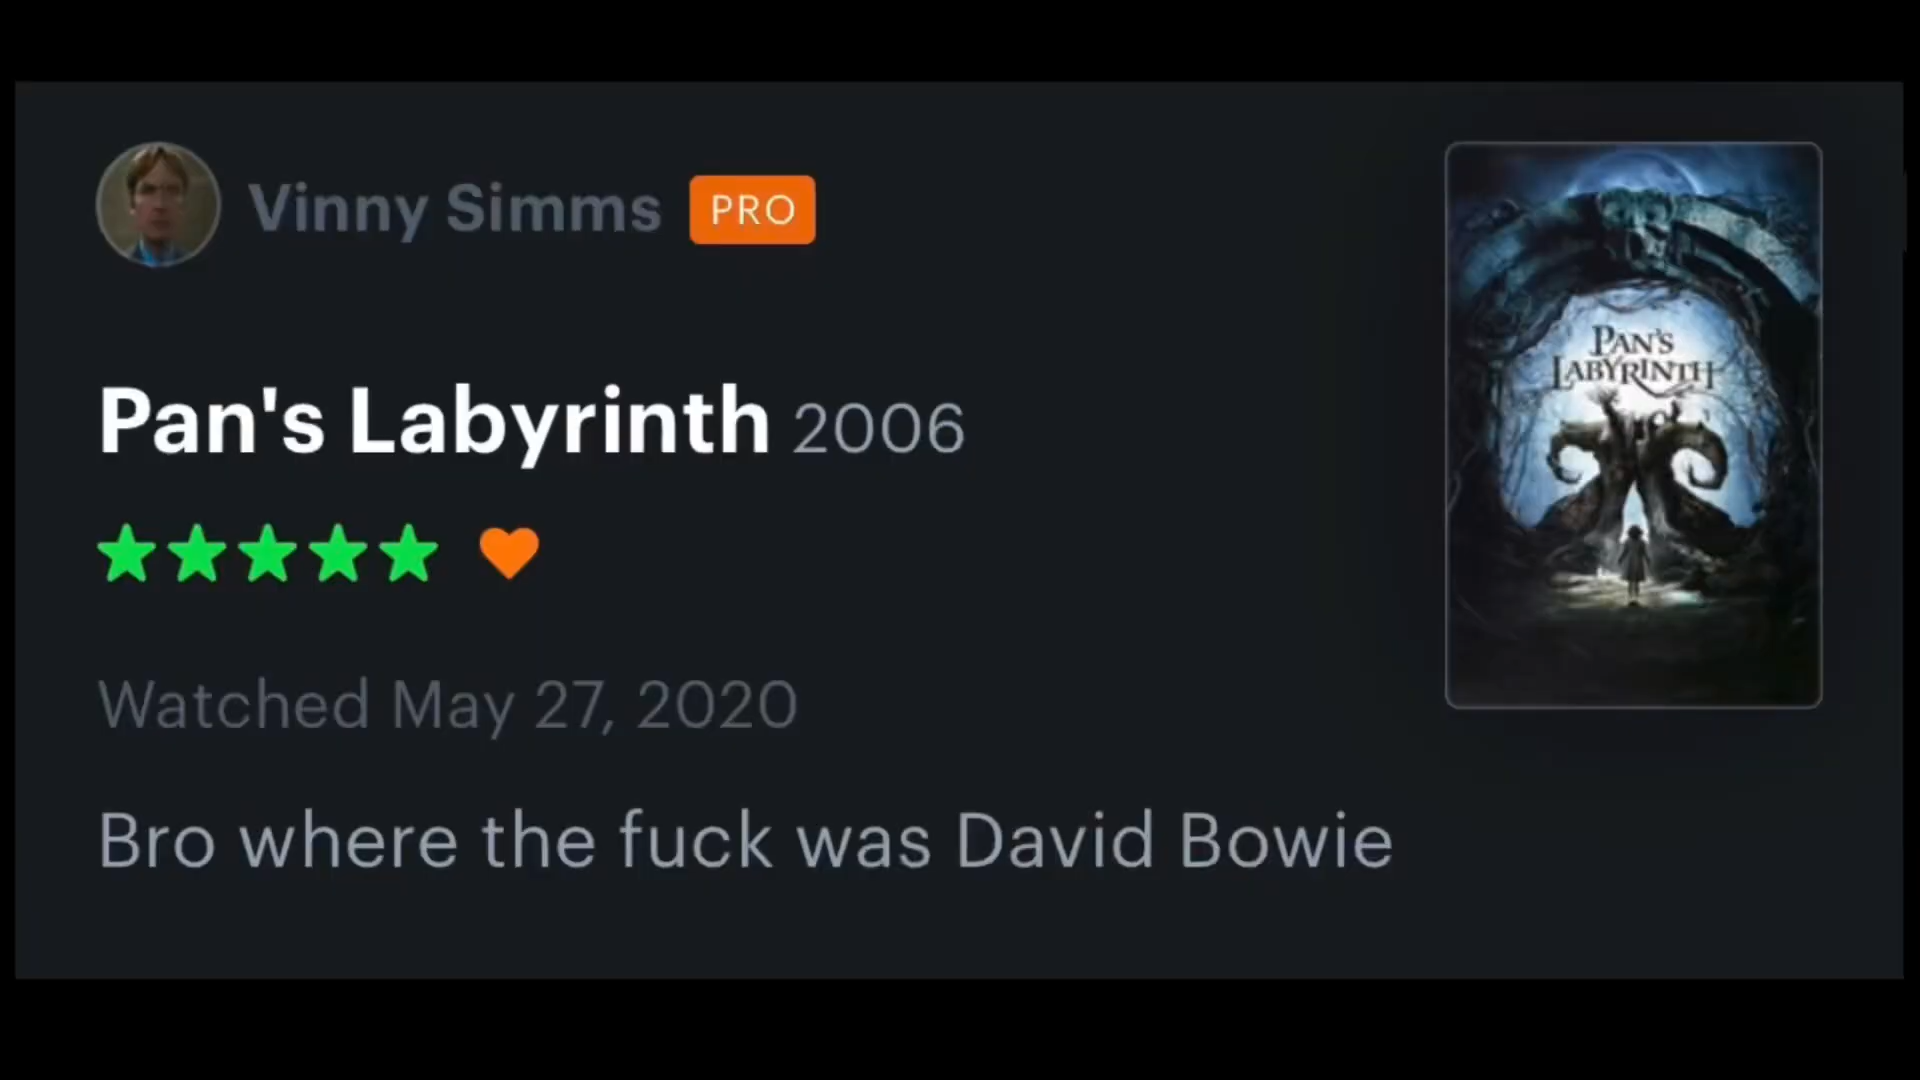 Vinny Simms PRO
Pan's Labyrinth 2006
Watched May 27, 2020
Bro where the fuck was David Bowie
PAN'S
LABYRINTH